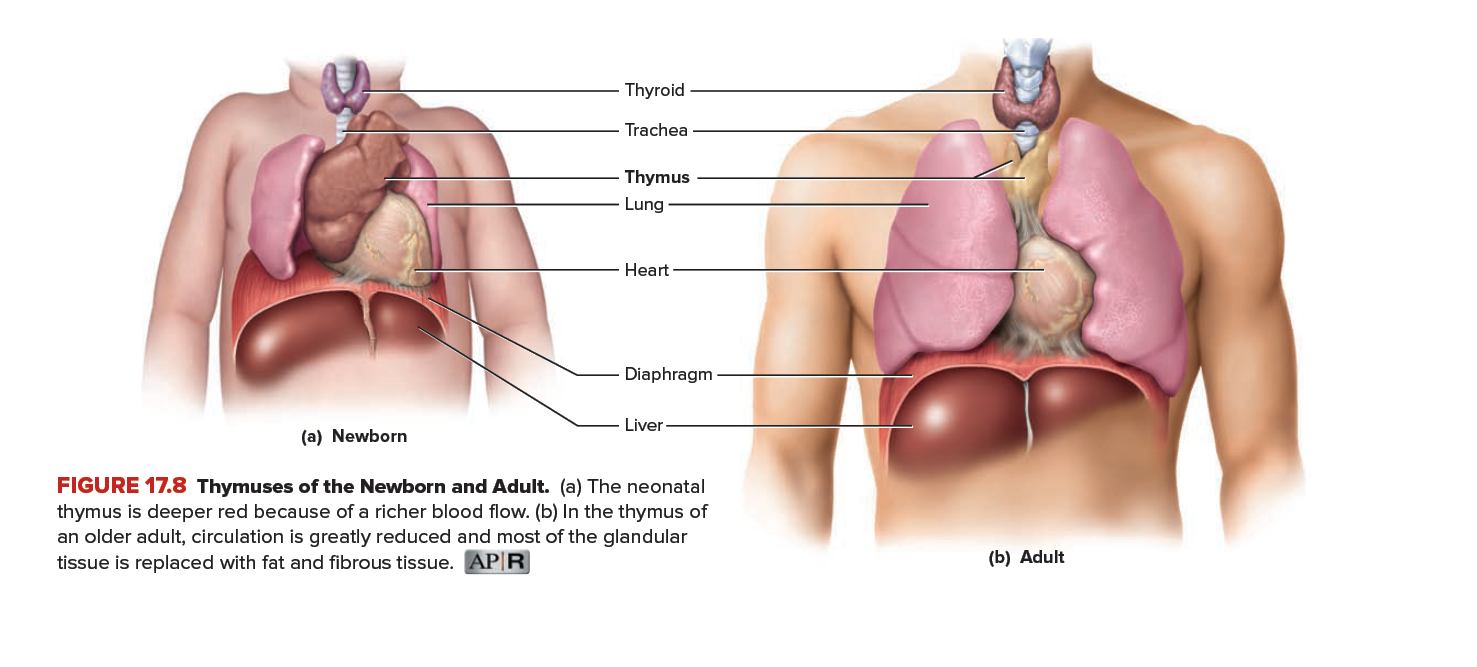 Thyroid
Trachea
Thymus
Lung
Heart
Diaphragm
Liver
(a) Newborn
FIGURE 17.8 Thymuses of the Newborn and Adult. (a) The neonatal
thymus is deeper red because of a richer blood flow. (b) In the thymus of
an older adult, circulation is greatly reduced and most of the glandular
tissue is replaced with fat and fibrous tissue. AP|R
(b) Adult